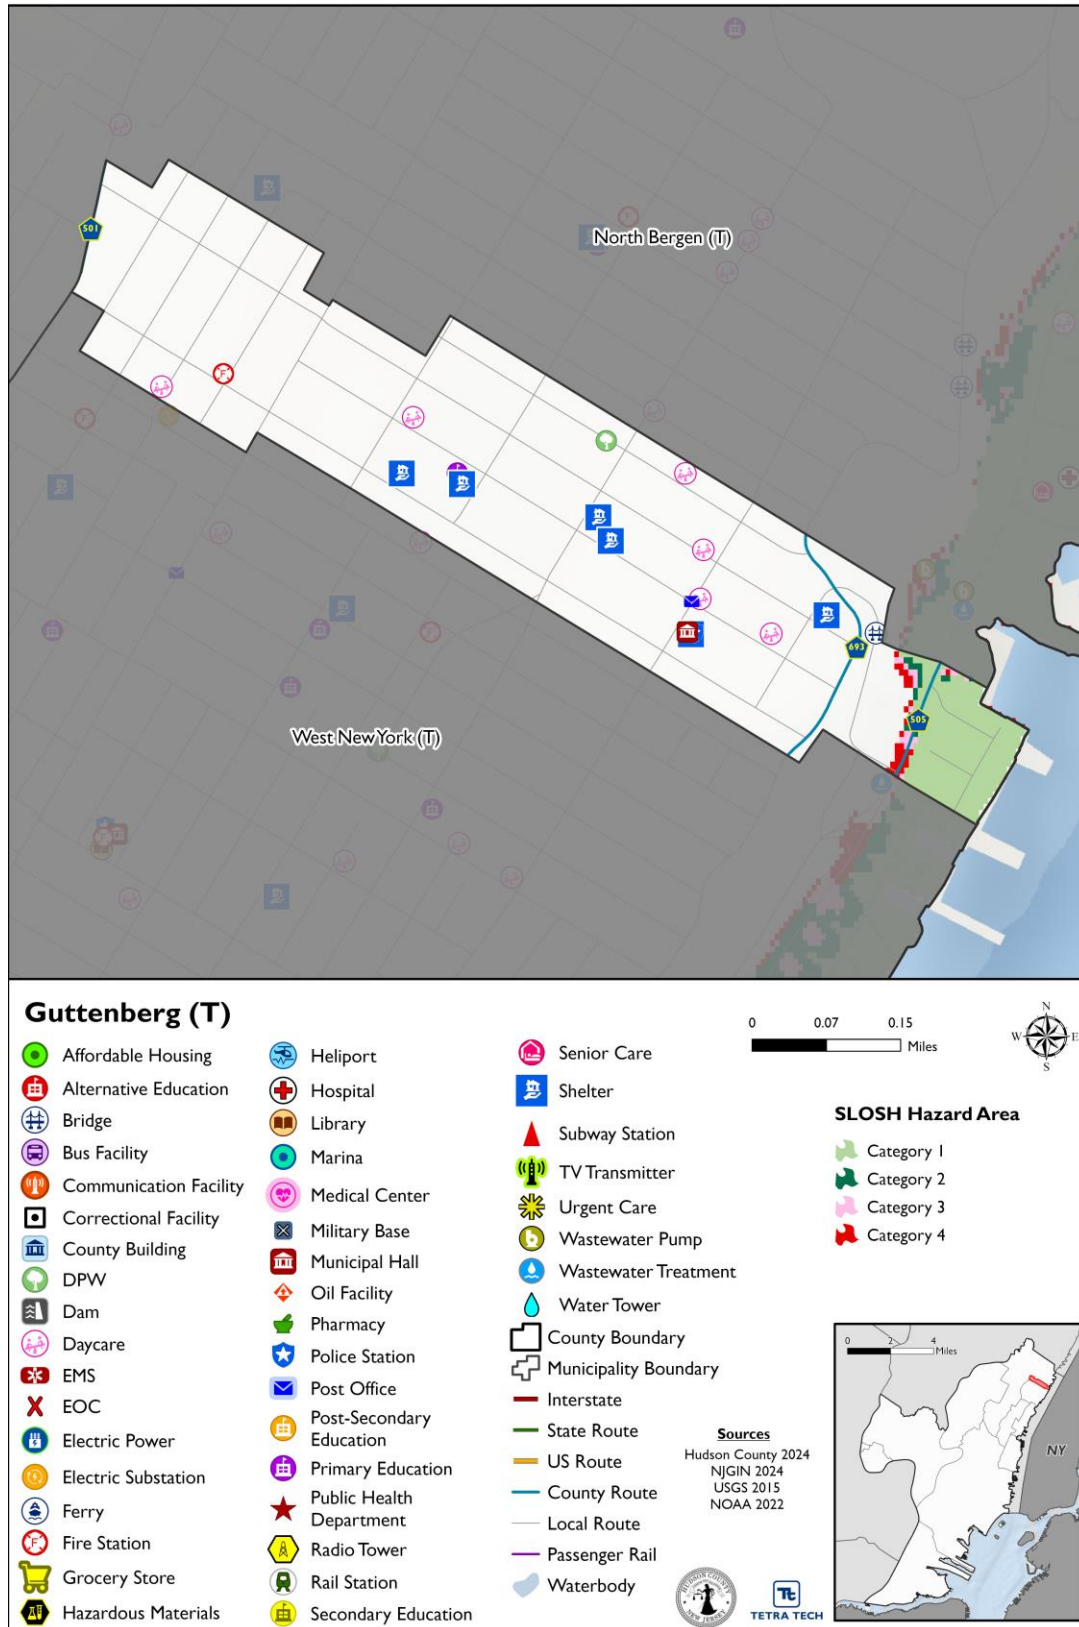 501
North Bergen (T)
693
505
West New York (T)
Guttenberg (T)
0 0.07 0.15
Miles
N
W E
S
Affordable Housing
Alternative Education
Bridge
Bus Facility
Communication Facility
Correctional Facility
County Building
DPW
Dam
Daycare
EMS
EOC
Electric Power
Electric Substation
Ferry
Fire Station
Grocery Store
Hazardous Materials
Heliport
Hospital
Library
Marina
Medical Center
Military Base
Municipal Hall
Oil Facility
Pharmacy
Police Station
Post Office
Post-Secondary
Education
Primary Education
Public Health
Department
Radio Tower
Rail Station
Secondary Education
Senior Care
Shelter
Subway Station
TV Transmitter
Urgent Care
Wastewater Pump
Wastewater Treatment
Water Tower
County Boundary
Municipality Boundary
Interstate
State Route
US Route
County Route
Local Route
Passenger Rail
Waterbody
SLOSH Hazard Area
Category 1
Category 2
Category 3
Category 4
Sources
Hudson County 2024
NJGIN 2024
USGS 2015
NOAA 2022
HUDSON COUNTY
NEW JERSEY
Tt
TETRA TECH
0 2 4
Miles
NY